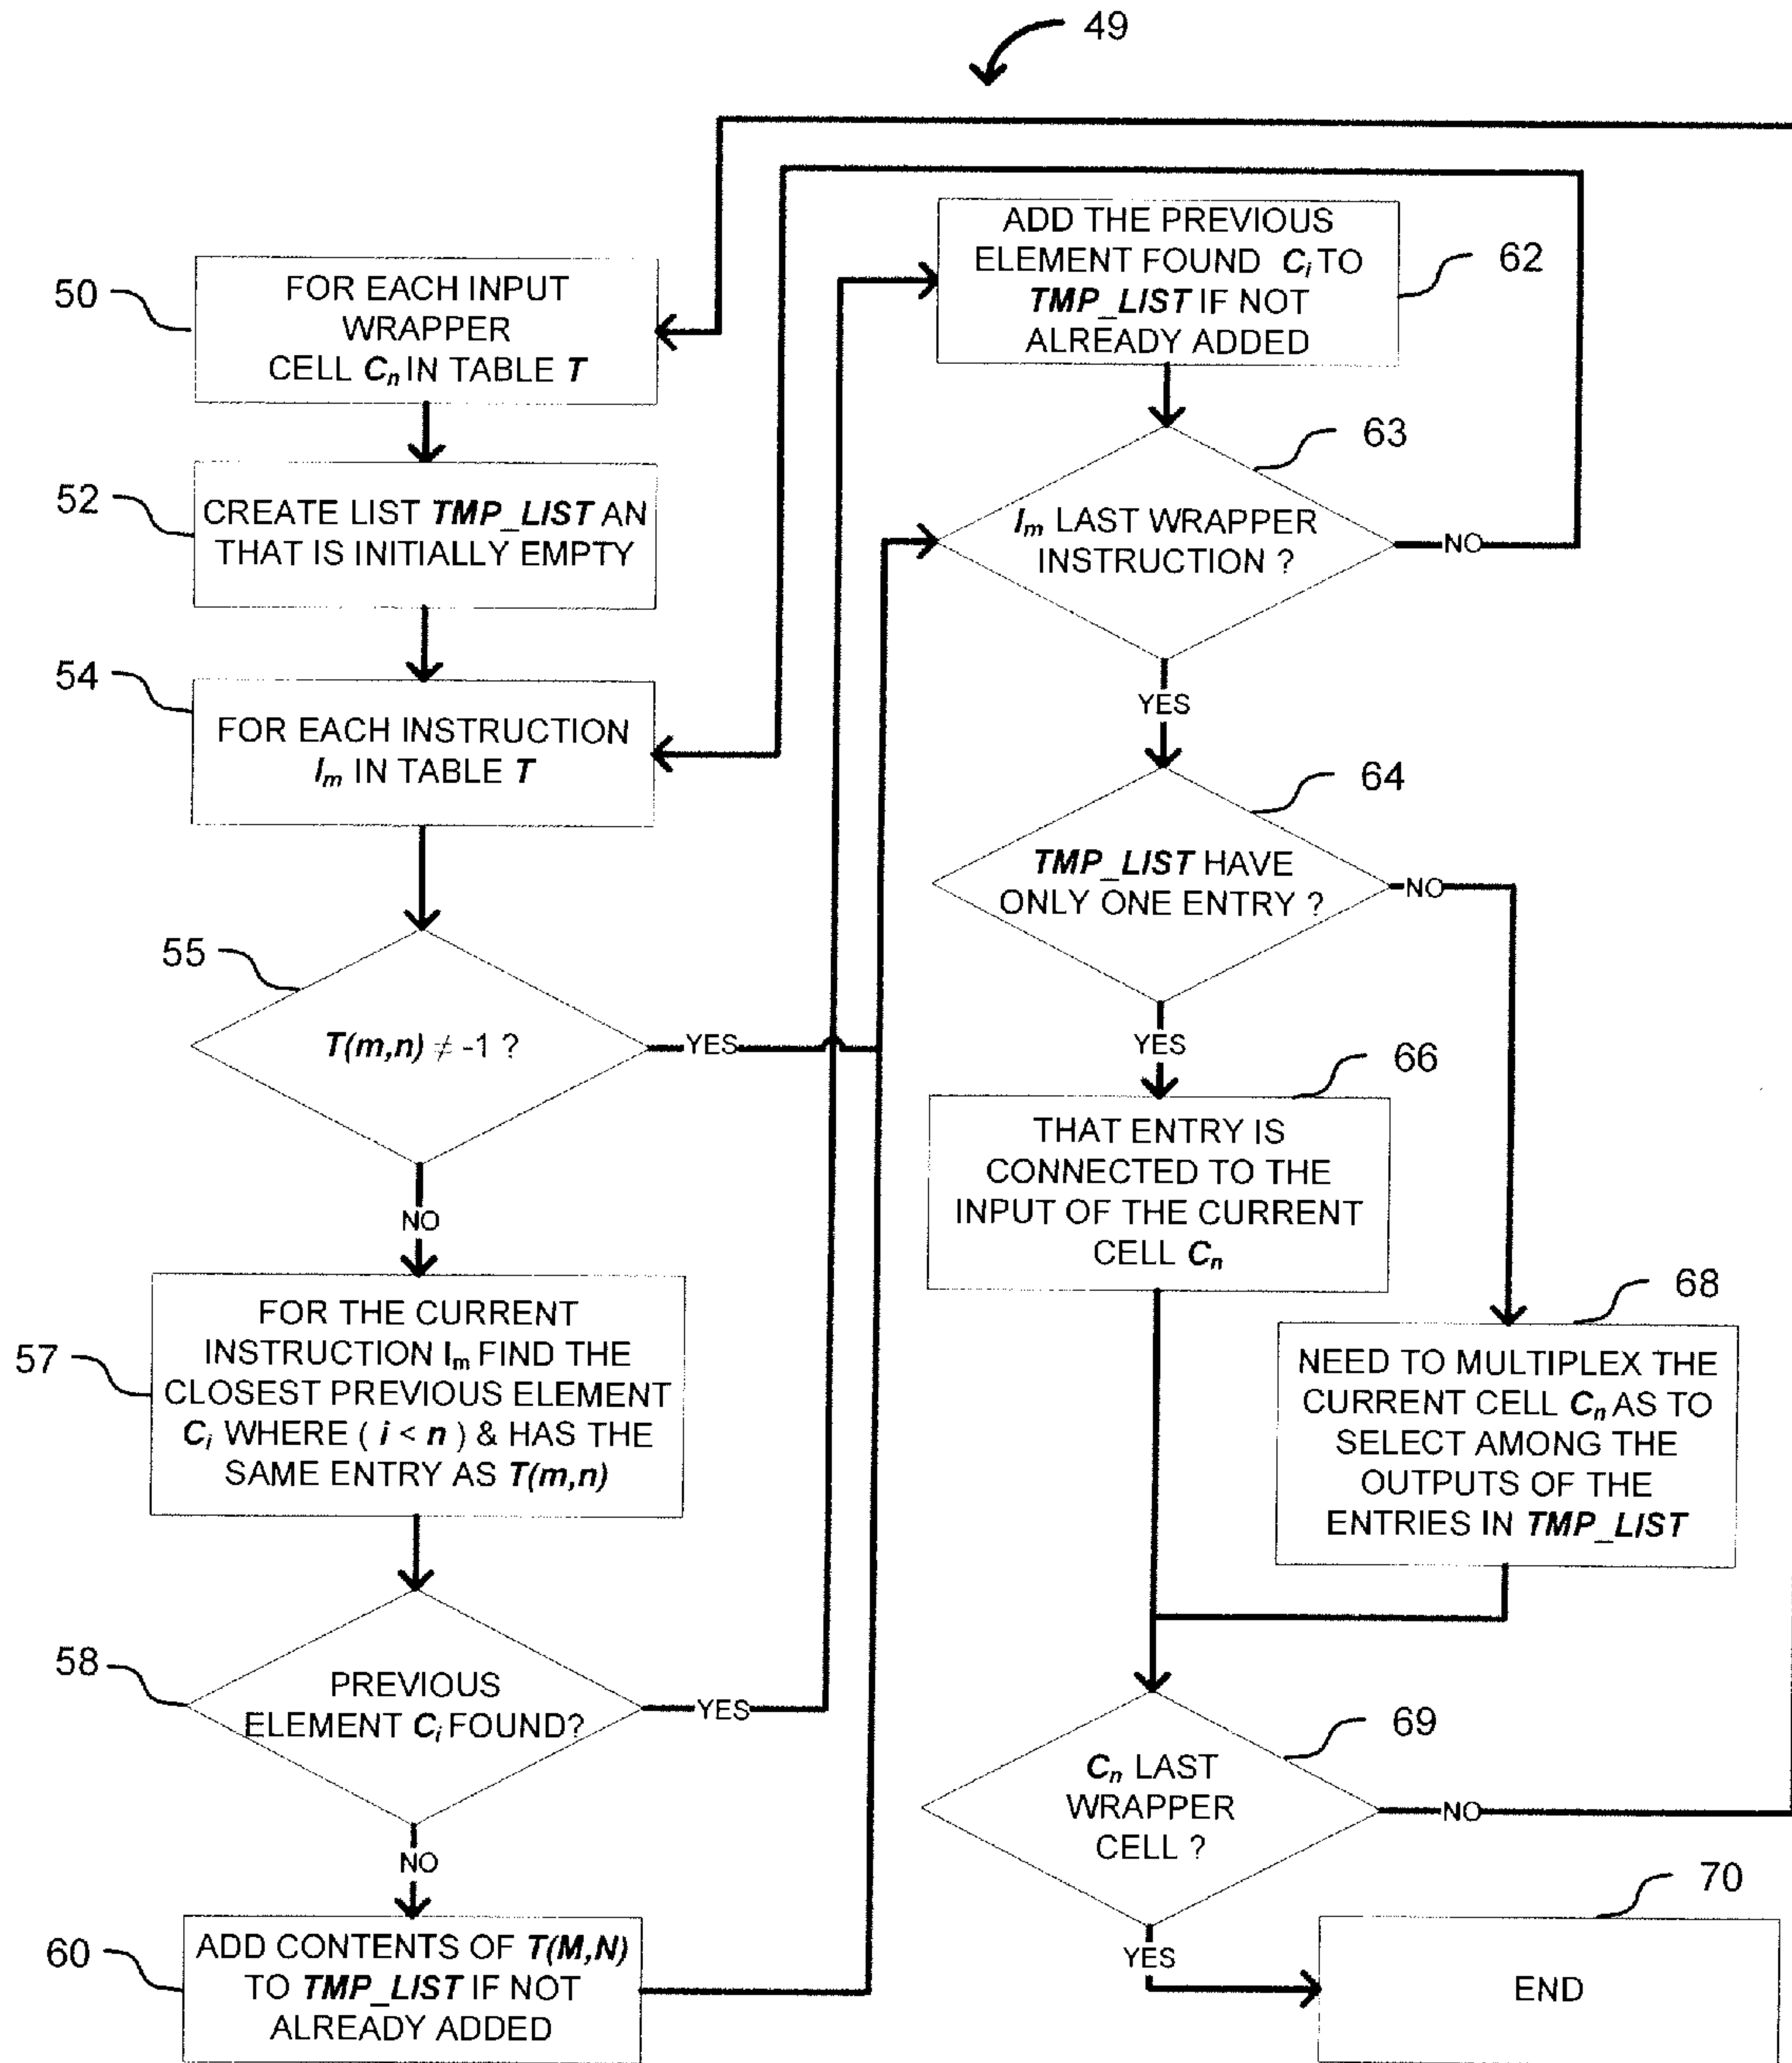 49
50
FOR EACH INPUT
WRAPPER
CELL Cn IN TABLE T
52
CREATE LIST TMP_LIST AN
THAT IS INITIALLY EMPTY
54
FOR EACH INSTRUCTION
Im IN TABLE T
55
T(m,n) ≠ -1 ?
YES
NO
57
FOR THE CURRENT
INSTRUCTION Im FIND THE
CLOSEST PREVIOUS ELEMENT
Ci WHERE ( i < n ) & HAS THE
SAME ENTRY AS T(m,n)
58
PREVIOUS
ELEMENT Ci FOUND?
YES
NO
60
ADD CONTENTS OF T(M,N)
TO TMP_LIST IF NOT
ALREADY ADDED
ADD THE PREVIOUS
ELEMENT FOUND Ci TO
TMP_LIST IF NOT
ALREADY ADDED
62
63
Im LAST WRAPPER
INSTRUCTION ?
NO
YES
64
TMP_LIST HAVE
ONLY ONE ENTRY ?
NO
YES
66
THAT ENTRY IS
CONNECTED TO THE
INPUT OF THE CURRENT
CELL Cn
68
NEED TO MULTIPLEX THE
CURRENT CELL Cn AS TO
SELECT AMONG THE
OUTPUTS OF THE
ENTRIES IN TMP_LIST
69
Cn LAST
WRAPPER
CELL ?
NO
YES
70
END